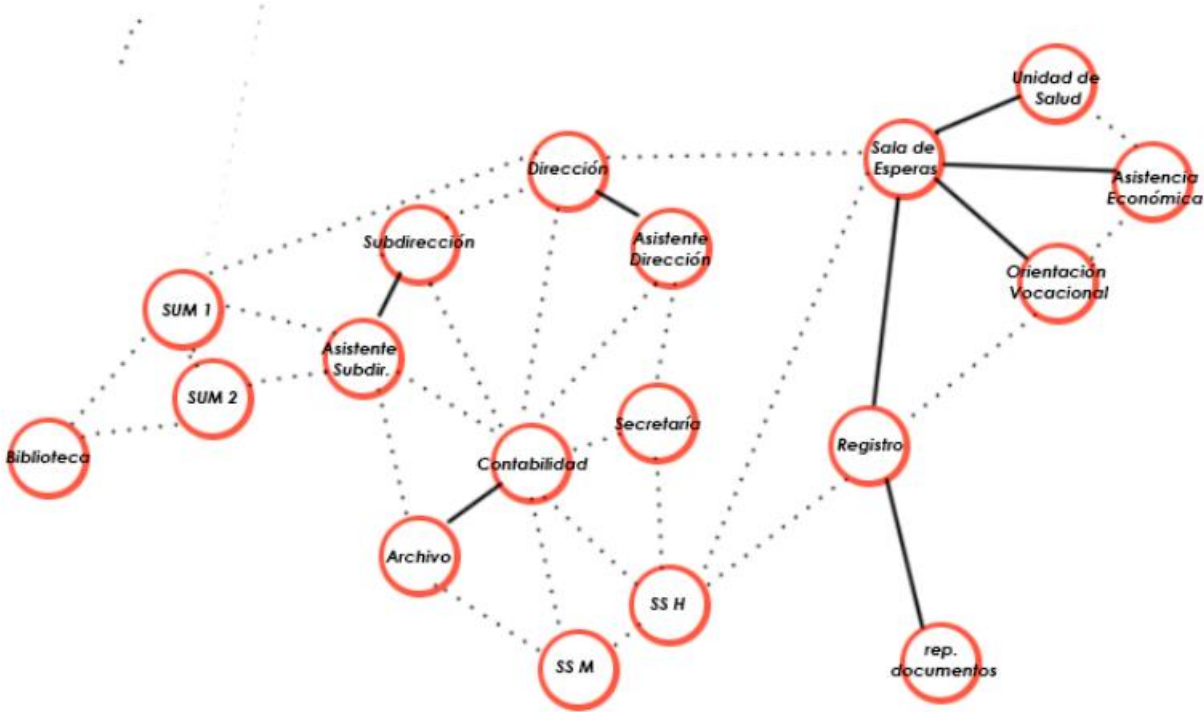 Unidad de
Salud
Sala de
Esperas
Asistencia
Económica
Dirección
Subdirección
Asistente
Dirección
Orientación
Vocacional
SUM 1
Asistente
Subdir.
SUM 2
Secretaría
Registro
Biblioteca
Contabilidad
Archivo
SS H
SS M
rep.
documentos